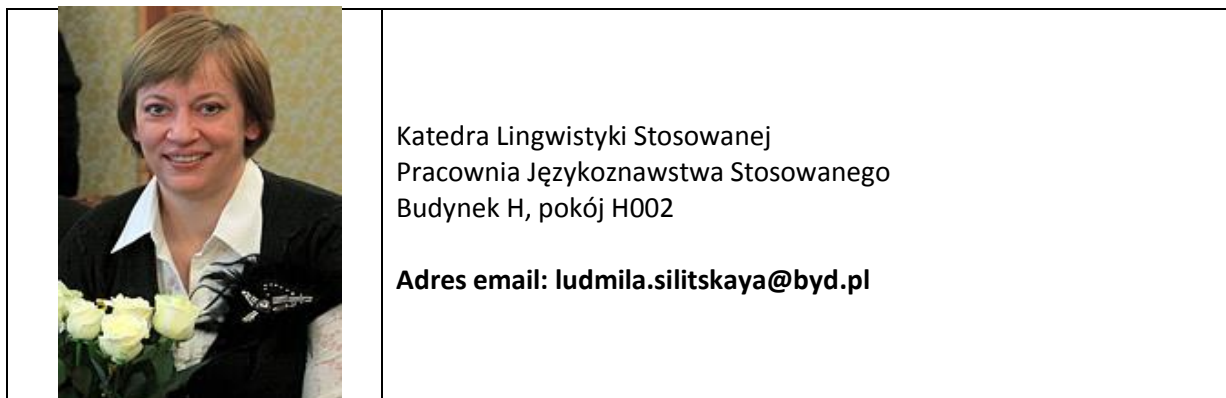 Katedra Lingwistyki Stosowanej
Pracownia Językoznawstwa Stosowanego
Budynek H, pokój H002
Adres email: ludmila.silitskaya@byd.pl